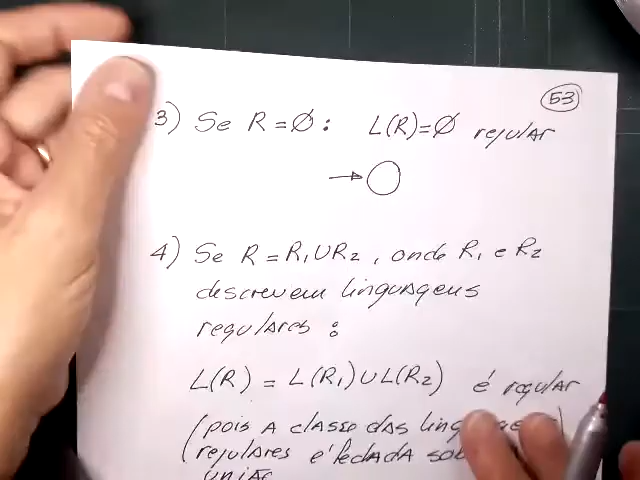 53
3) Se R = Ø: L(R) = Ø regular
4) Se R = R₁ ∪ R₂, onde R₁ e R₂
descrevem linguagens
regulares:
L(R) = L(R₁) ∪ L(R₂) é regular
(pois a classe das
regulares é fechada
união